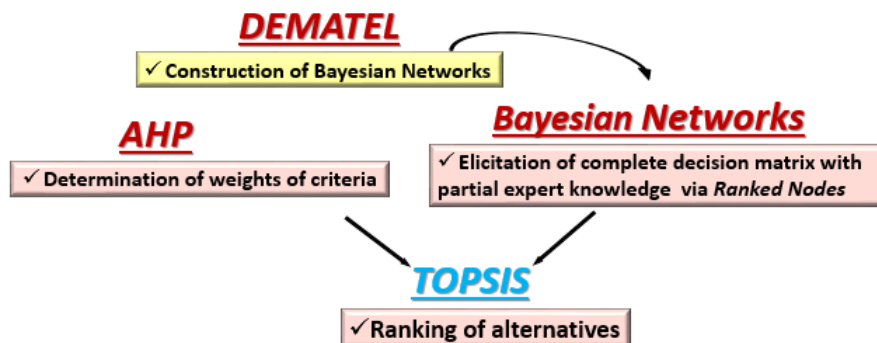 DEMATEL
✓ Construction of Bayesian Networks
AHP
✓ Determination of weights of criteria
Bayesian Networks
✓ Elicitation of complete decision matrix with
partial expert knowledge via Ranked Nodes
TOPSIS
✓ Ranking of alternatives